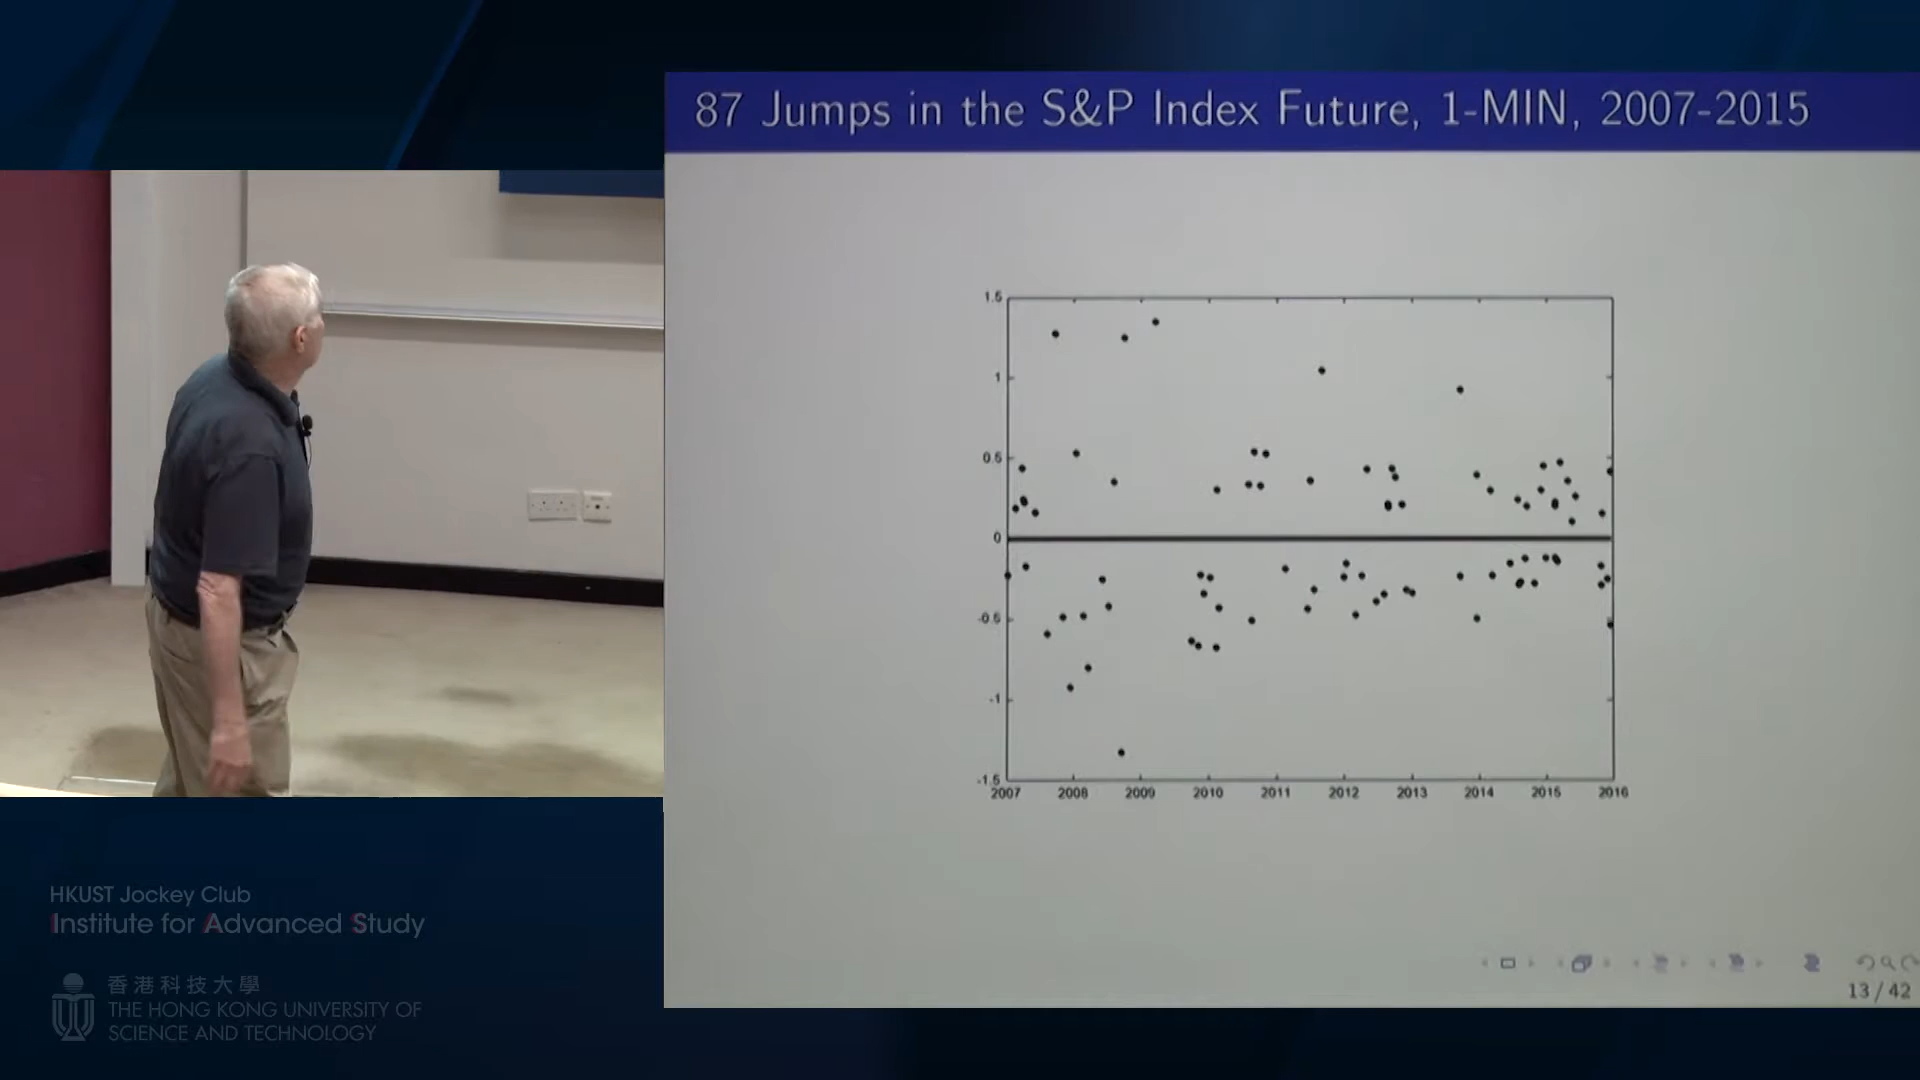 87 Jumps in the S&P Index Future, 1-MIN, 2007-2015
1.5
1
0.5
0
-0.5
-1
-1.5
2007 2008 2009 2010 2011 2012 2013 2014 2015 2016
13 / 42
HKUST Jockey Club
Institute for Advanced Study
香港科技大學
THE HONG KONG UNIVERSITY OF
SCIENCE AND TECHNOLOGY